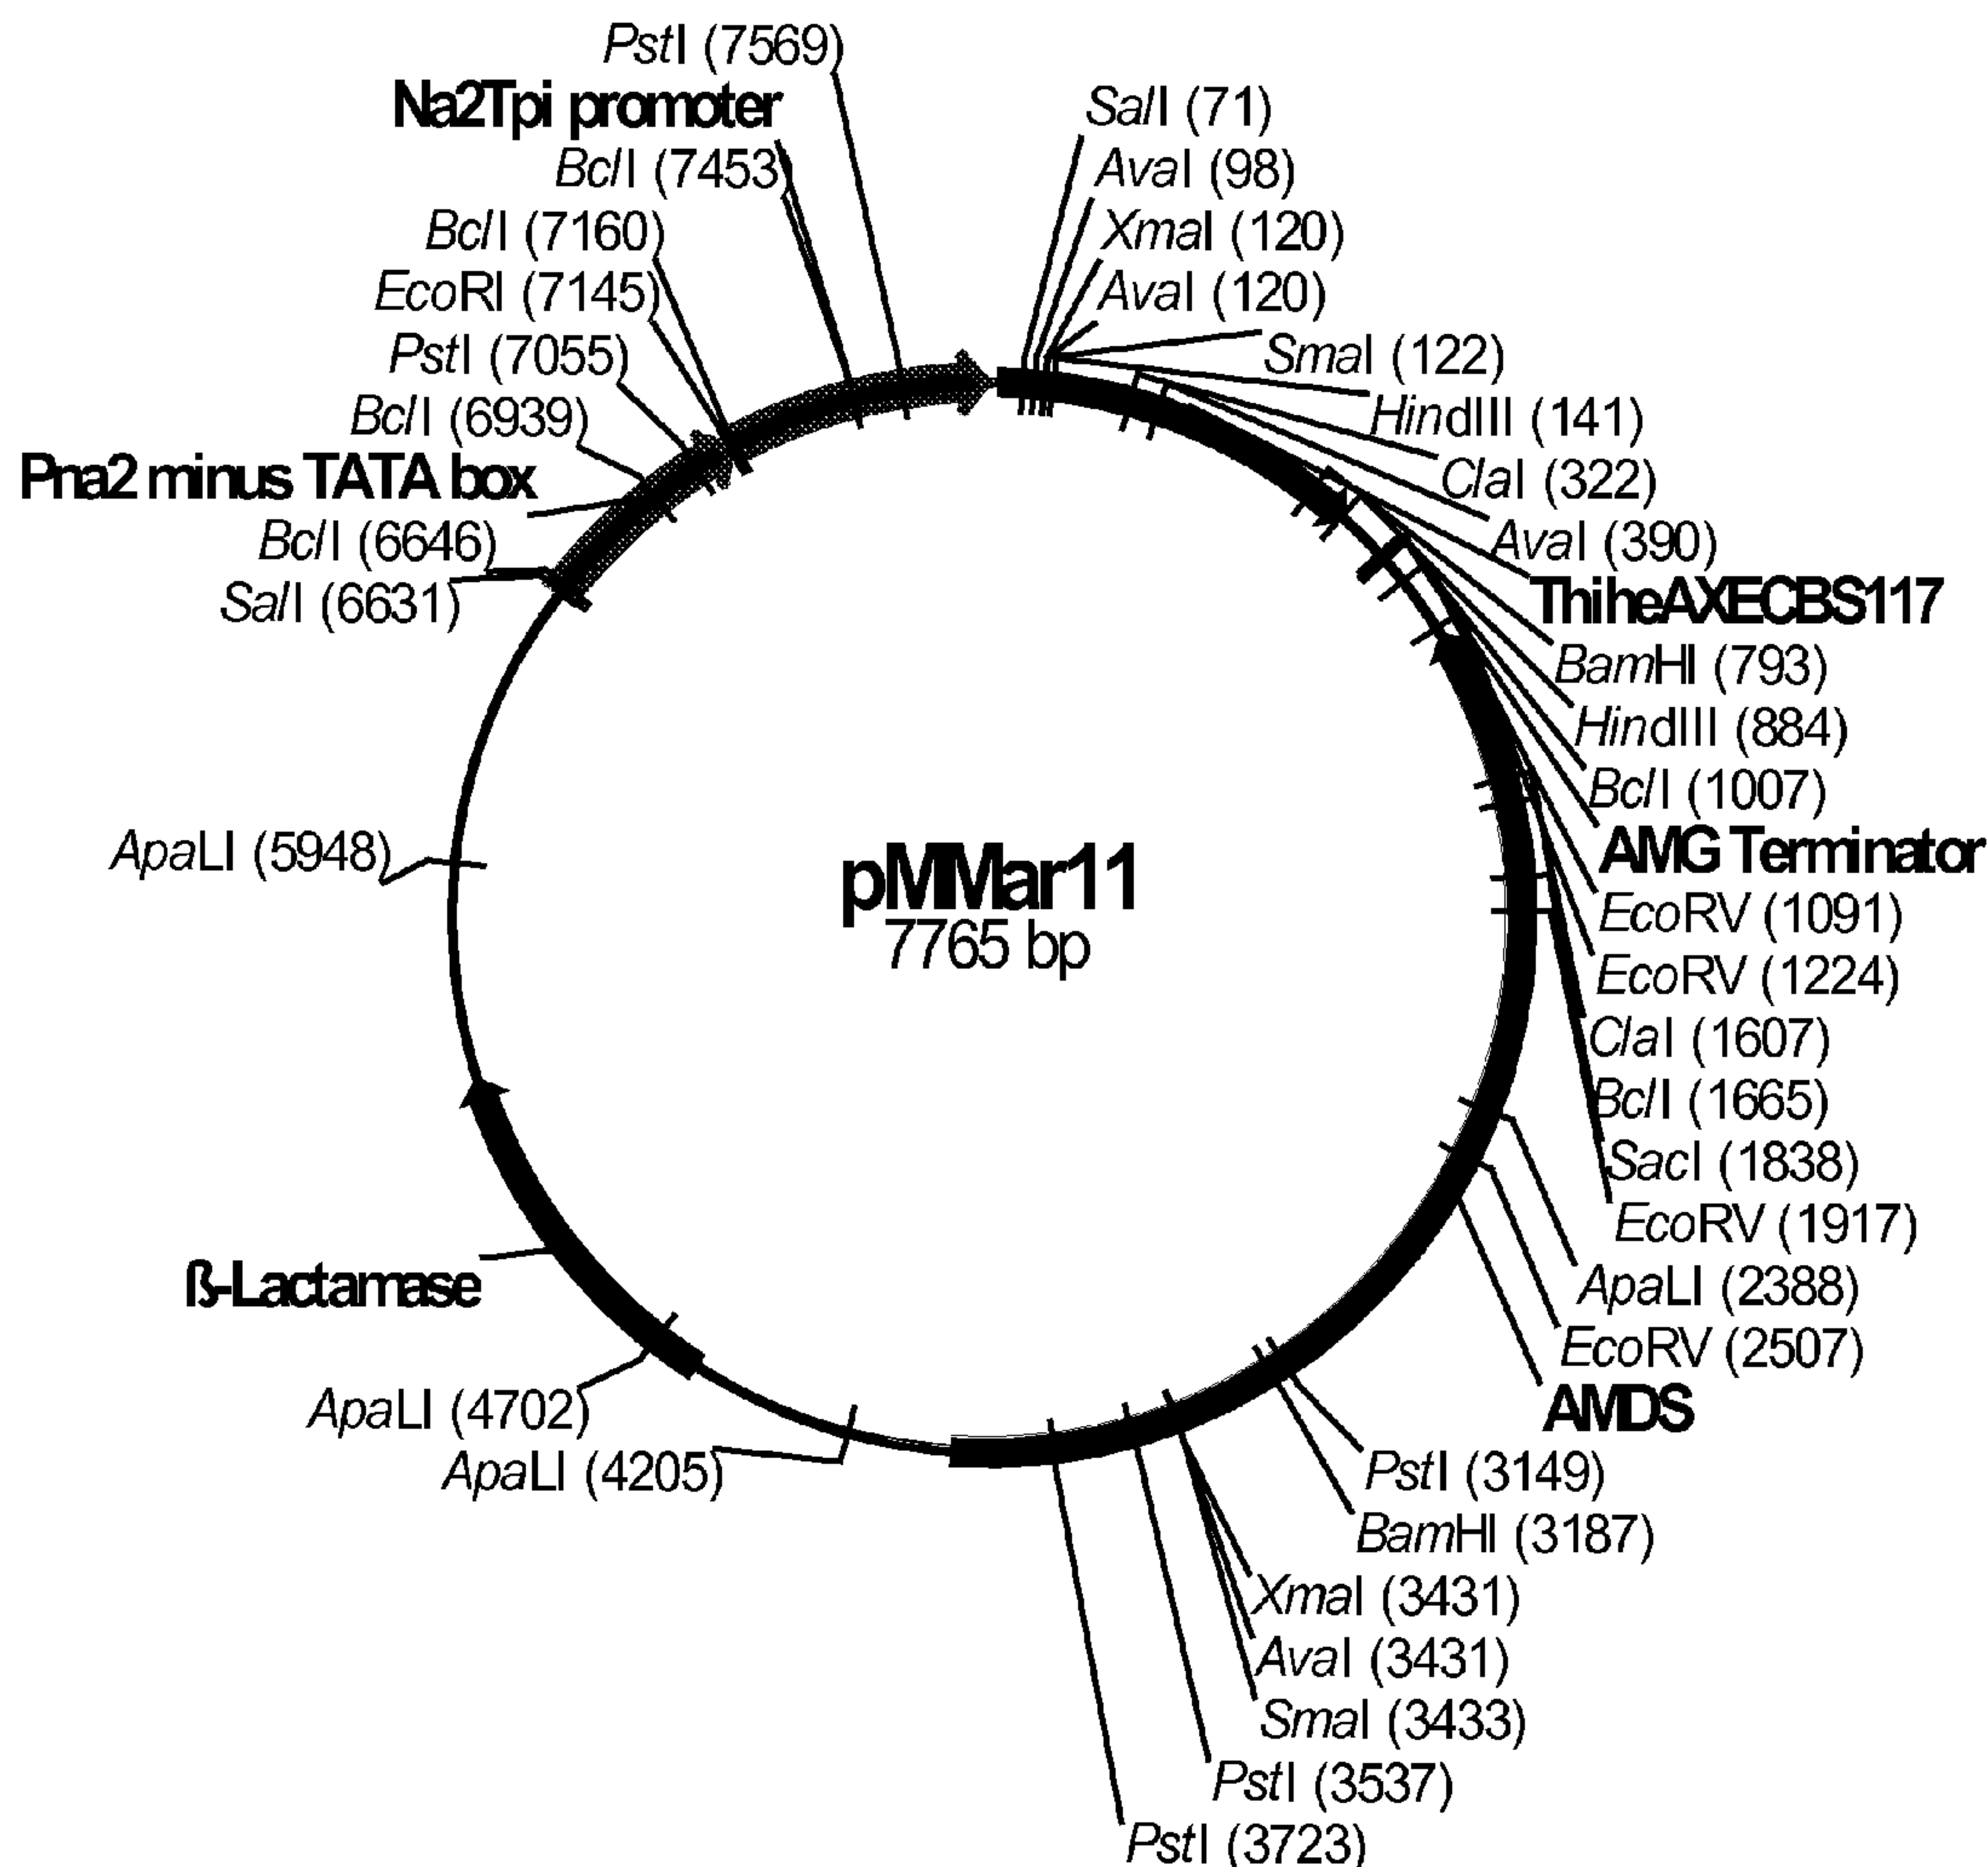 PstI (7569)
Na2Tpi promoter
BclI (7453)
BclI (7160)
EcoRI (7145)
PstI (7055)
BclI (6939)
Pna2 minus TATA box
BclI (6646)
SalI (6631)
ApaLI (5948)
ß-Lactamase
ApaLI (4702)
ApaLI (4205)
pMMar11
7765 bp
SalI (71)
AvaI (98)
XmaI (120)
AvaI (120)
SmaI (122)
HindIII (141)
ClaI (322)
AvaI (390)
ThiheAXECBS117
BamHI (793)
HindIII (884)
BclI (1007)
AMG Terminator
EcoRV (1091)
EcoRV (1224)
ClaI (1607)
BclI (1665)
SacI (1838)
EcoRV (1917)
ApaLI (2388)
EcoRV (2507)
AMDS
PstI (3149)
BamHI (3187)
XmaI (3431)
AvaI (3431)
SmaI (3433)
PstI (3537)
PstI (3723)